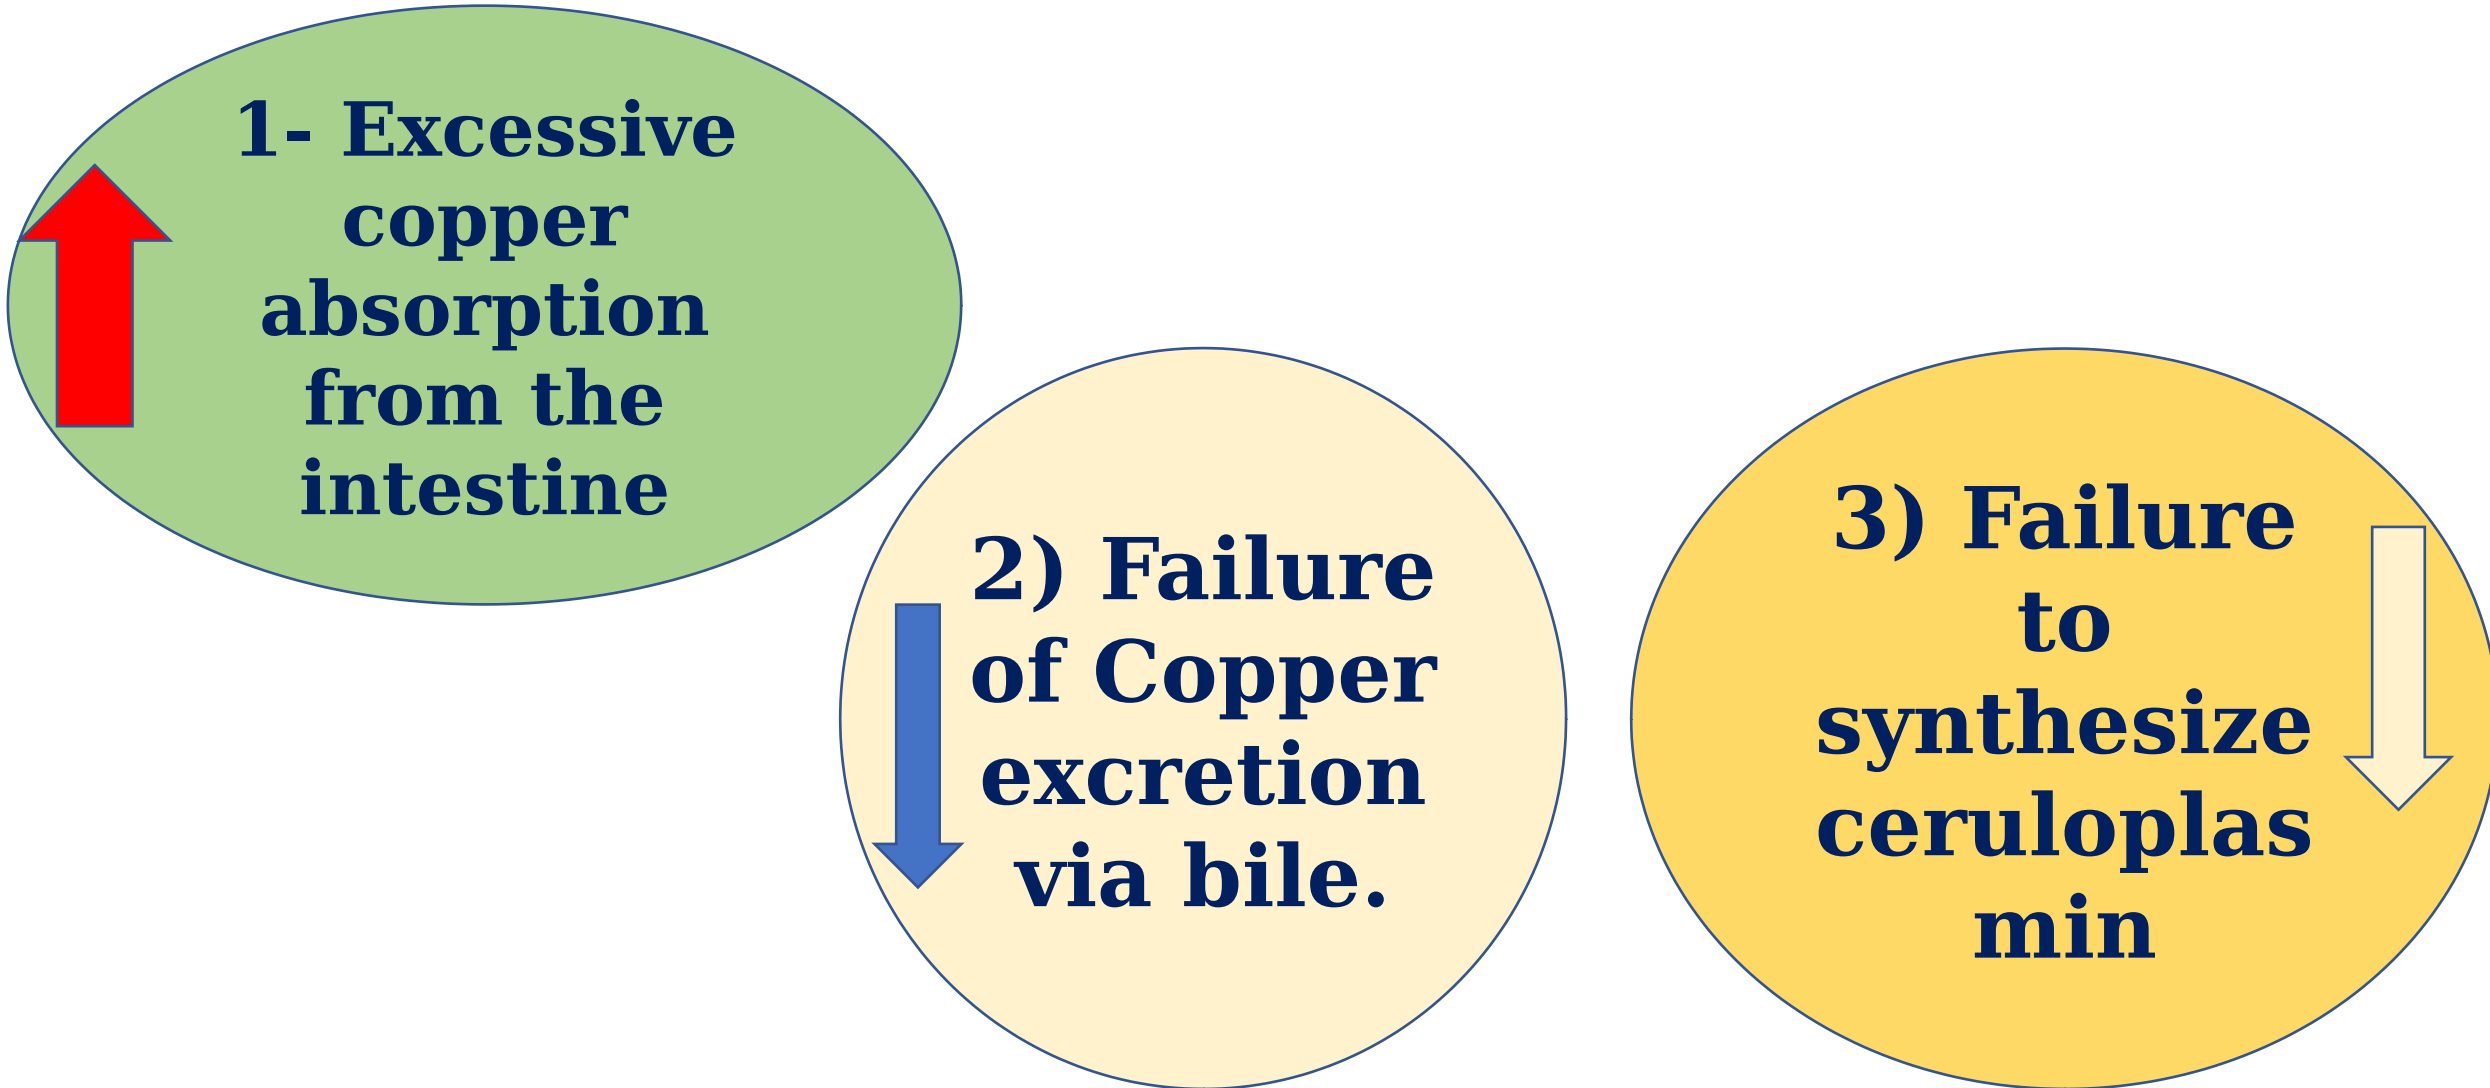 1- Excessive
copper
absorption
from the
intestine
2) Failure
of Copper
excretion
via bile.
3) Failure
to
synthesize
ceruloplas
min